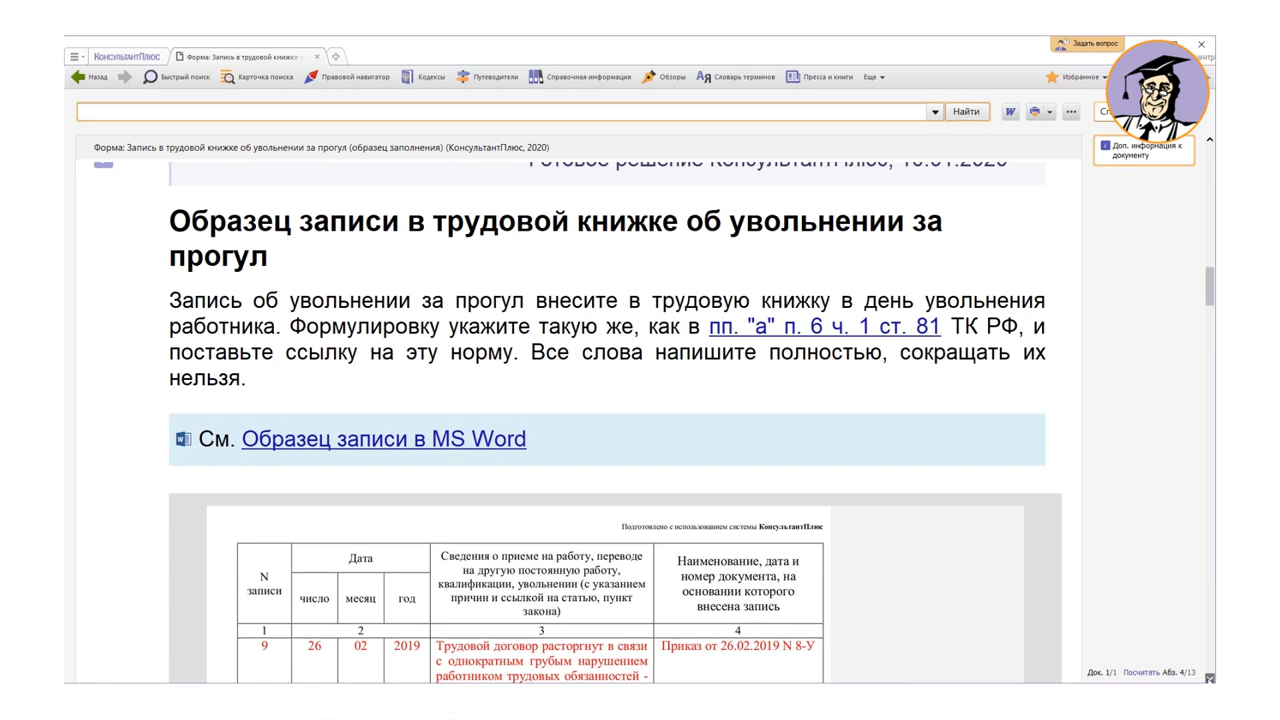 Задать вопрос
КонсультантПлюс
Форма: Запись в трудовой книжке
Назад Быстрый поиск Карточка поиска Правовой навигатор Кодексы Путеводители Справочная информация Обзоры Словарь терминов Пресса и книги Еще Избранное
Найти
Форма: Запись в трудовой книжке об увольнении за прогул (образец заполнения) (КонсультантПлюс, 2020)
Доп. информация к
документу
Готовое решение КонсультантПлюс, 10.01.2020
Образец записи в трудовой книжке об увольнении за
прогул
Запись об увольнении за прогул внесите в трудовую книжку в день увольнения
работника. Формулировку укажите такую же, как в пп. "а" п. 6 ч. 1 ст. 81 ТК РФ, и
поставьте ссылку на эту норму. Все слова напишите полностью, сокращать их
нельзя.
См. Образец записи в MS Word
Подготовлено с использованием системы КонсультантПлюс
N
записи
Дата
число месяц год
Сведения о приеме на работу, переводе
на другую постоянную работу,
квалификации, увольнении (с указанием
причин и ссылкой на статью, пункт
закона)
Наименование, дата и
номер документа, на
основании которого
внесена запись
1 2 3 4
9 26 02 2019 Трудовой договор расторгнут в связи
с однократным грубым нарушением
работником трудовых обязанностей -
Приказ от 26.02.2019 N 8-У
Док. 1/1 Посчитать Абз. 4/13